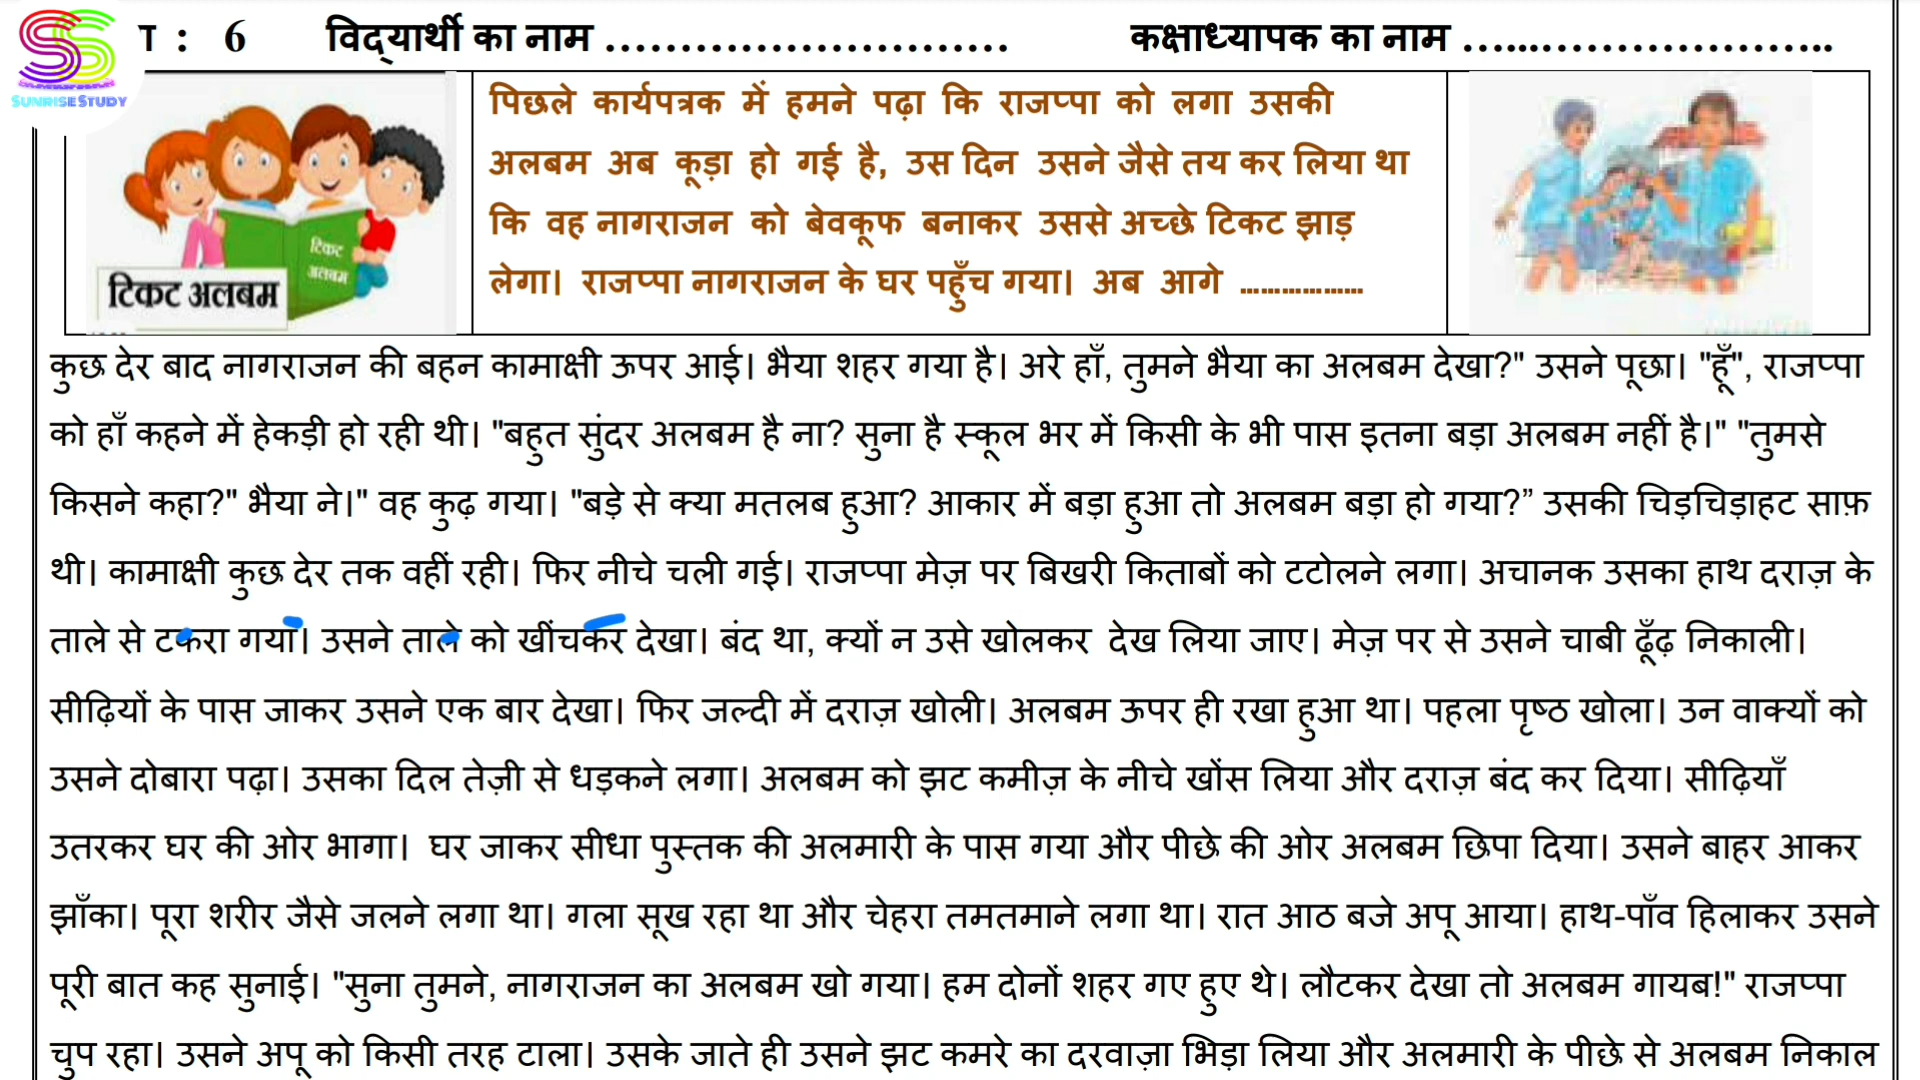 SS
SUNRISESTUDY
: 6 विद्यार्थी का नाम ........................... कक्षाध्यापक का नाम ............................
पिछले कार्यपत्रक में हमने पढ़ा कि राजप्पा को लगा उसकी
अलबम अब कूड़ा हो गई है, उस दिन उसने जैसे तय कर लिया था
कि वह नागराजन को बेवकूफ बनाकर उससे अच्छे टिकट झाड़
लेगा। राजप्पा नागराजन के घर पहुँच गया। अब आगे ..................
टिकट
अलबम
टिकट अलबम
कुछ देर बाद नागराजन की बहन कामाक्षी ऊपर आई। भैया शहर गया है। अरे हाँ, तुमने भैया का अलबम देखा?" उसने पूछा। "हूँ", राजप्पा
को हाँ कहने में हेकड़ी हो रही थी। "बहुत सुंदर अलबम है ना? सुना है स्कूल भर में किसी के भी पास इतना बड़ा अलबम नहीं है।" "तुमसे
किसने कहा?" भैया ने।" वह कुढ़ गया। "बड़े से क्या मतलब हुआ? आकार में बड़ा हुआ तो अलबम बड़ा हो गया?” उसकी चिड़चिड़ाहट साफ़
थी। कामाक्षी कुछ देर तक वहीं रही। फिर नीचे चली गई। राजप्पा मेज़ पर बिखरी किताबों को टटोलने लगा। अचानक उसका हाथ दराज़ के
ताले से टकरा गया। उसने ताले को खींचकर देखा। बंद था, क्यों न उसे खोलकर देख लिया जाए। मेज़ पर से उसने चाबी ढूँढ़ निकाली।
सीढ़ियों के पास जाकर उसने एक बार देखा। फिर जल्दी में दराज़ खोली। अलबम ऊपर ही रखा हुआ था। पहला पृष्ठ खोला। उन वाक्यों को
उसने दोबारा पढ़ा। उसका दिल तेज़ी से धड़कने लगा। अलबम को झट कमीज़ के नीचे खोंस लिया और दराज़ बंद कर दिया। सीढ़ियाँ
उतरकर घर की ओर भागा। घर जाकर सीधा पुस्तक की अलमारी के पास गया और पीछे की ओर अलबम छिपा दिया। उसने बाहर आकर
झाँका। पूरा शरीर जैसे जलने लगा था। गला सूख रहा था और चेहरा तमतमाने लगा था। रात आठ बजे अपू आया। हाथ-पाँव हिलाकर उसने
पूरी बात कह सुनाई। "सुना तुमने, नागराजन का अलबम खो गया। हम दोनों शहर गए हुए थे। लौटकर देखा तो अलबम गायब!" राजप्पा
चुप रहा। उसने अपू को किसी तरह टाला। उसके जाते ही उसने झट कमरे का दरवाज़ा भिड़ा लिया और अलमारी के पीछे से अलबम निकाल